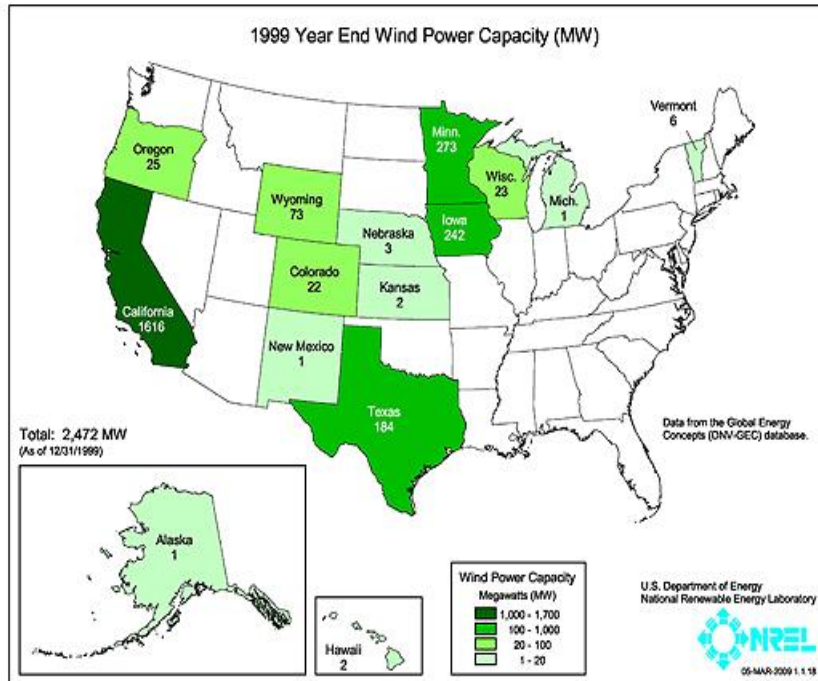 1999 Year End Wind Power Capacity (MW)
Vermont
6
Minn.
273
Oregon
25
Wisc.
23
Wyoming
73
Mich.
1
Iowa
242
Nebraska
3
Colorado
22
Kansas
2
California
1616
New Mexico
1
Texas
184
Total: 2,472 MW
(As of 12/31/1999)
Data from the Global Energy
Concepts (DNV-GEC) database.
Alaska
1
Hawaii
2
Wind Power Capacity
Megawatts (MW)
1,000 - 1,700
100 - 1,000
20 - 100
1 - 20
U.S. Department of Energy
National Renewable Energy Laboratory
NREL
05-MAR-2009 1.1.18